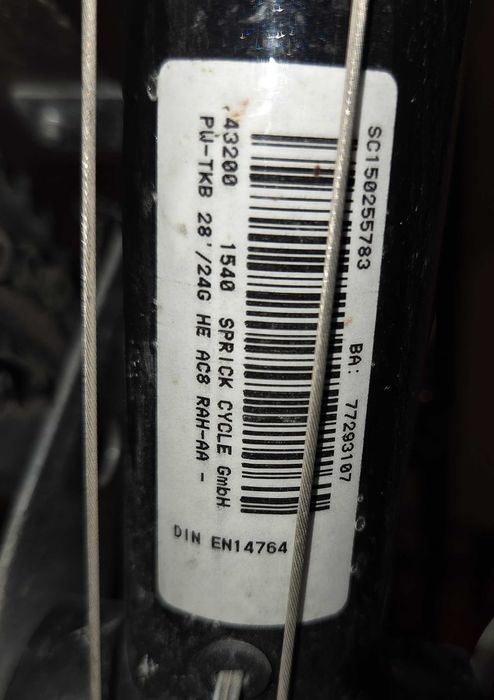 SC150255783 BA: 77293107
43200 1540 SPRICK CYCLE GmbH
PW-TKB 28'/24G HE AC8 RAH-AA -
DIN EN14764